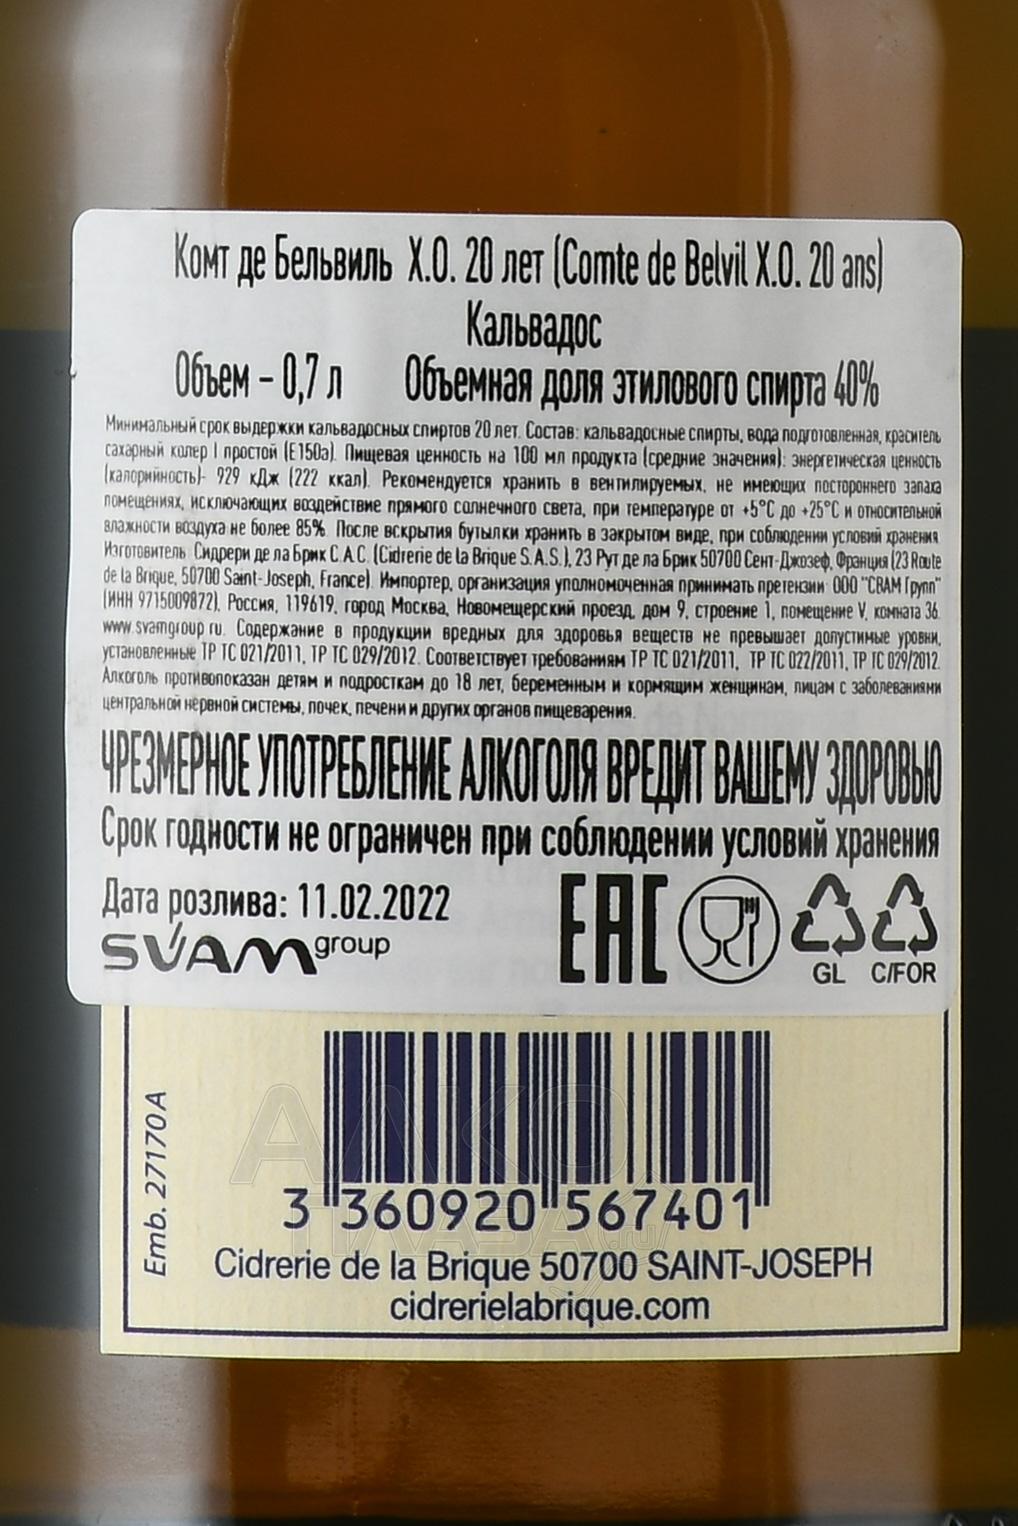 Комт де Бельвиль X.O. 20 лет (Comte de Belvil X.O. 20 ans)
Кальвадос
Объем – 0,7 л Объемная доля этилового спирта 40%
Минимальный срок выдержки кальвадосных спиртов 20 лет. Состав: кальвадосные спирты, вода подготовленная, краситель
сахарный колер I простой (E150a). Пищевая ценность на 100 мл продукта (средние значения): энергетическая ценность
(калорийность)- 929 кДж (222 ккал). Рекомендуется хранить в вентилируемых, не имеющих постороннего запаха
помещениях, исключающих воздействие прямого солнечного света, при температуре от +5°C до +25°C и относительной
влажности воздуха не более 85%. После вскрытия бутылки хранить в закрытом виде, при соблюдении условий хранения.
Изготовитель: Сидрери де ла Брик С.А.С. (Cidrerie de la Brique S.A.S.), 23 Рут де ла Брик 50700 Сент-Джозеф, Франция (23 Route
de la Brique, 50700 Saint-Joseph, France). Импортер, организация уполномоченная принимать претензии: ООО "СВАМ Групп"
(ИНН 9715009872), Россия, 119619, город Москва, Новомещерский проезд, дом 9, строение 1, помещение V, комната 36.
www.svamgroup.ru. Содержание в продукции вредных для здоровья веществ не превышает допустимые уровни,
установленные ТР ТС 021/2011, ТР ТС 029/2012. Соответствует требованиям ТР ТС 021/2011, ТР ТС 022/2011, ТР ТС 029/2012.
Алкоголь противопоказан детям и подросткам до 18 лет, беременным и кормящим женщинам, лицам с заболеваниями
центральной нервной системы, почек, печени и других органов пищеварения.
ЧРЕЗМЕРНОЕ УПОТРЕБЛЕНИЕ АЛКОГОЛЯ ВРЕДИТ ВАШЕМУ ЗДОРОВЬЮ
Срок годности не ограничен при соблюдении условий хранения
Дата розлива: 11.02.2022
SVAM group
EAC
GL C/FOR
Emb. 27170A
3 360920 567401
АЛКО
ПЛАЗА.ru
Cidrerie de la Brique 50700 SAINT-JOSEPH
cidrerielabrique.com